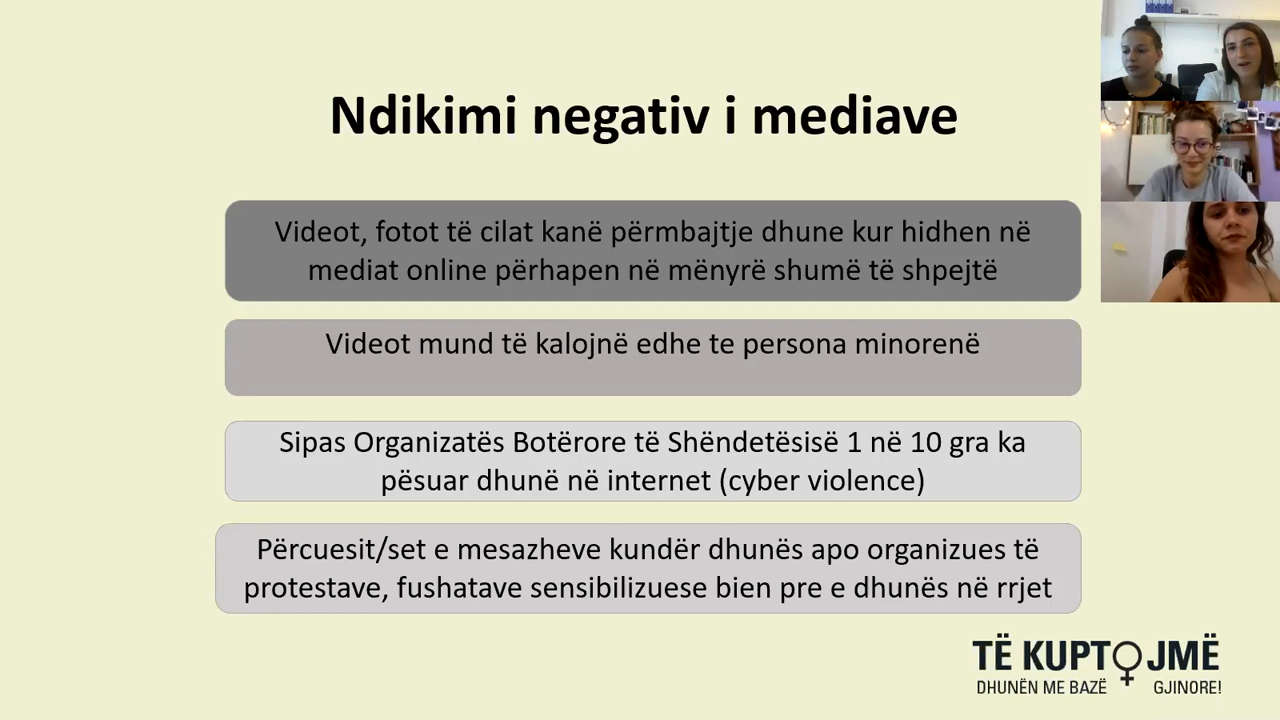 Ndikimi negativ i mediave
Videot, fotot të cilat kanë përmbajtje dhune kur hidhen në
mediat online përhapen në mënyrë shumë të shpejtë
Videot mund të kalojnë edhe te persona minorenë
Sipas Organizatës Botërore të Shëndetësisë 1 në 10 gra ka
pësuar dhunë në internet (cyber violence)
Përcuesit/set e mesazheve kundër dhunës apo organizues të
protestave, fushatave sensibilizuese bien pre e dhunës në rrjet
TË KUPTOJMË
DHUNËN ME BAZË GJINORE!